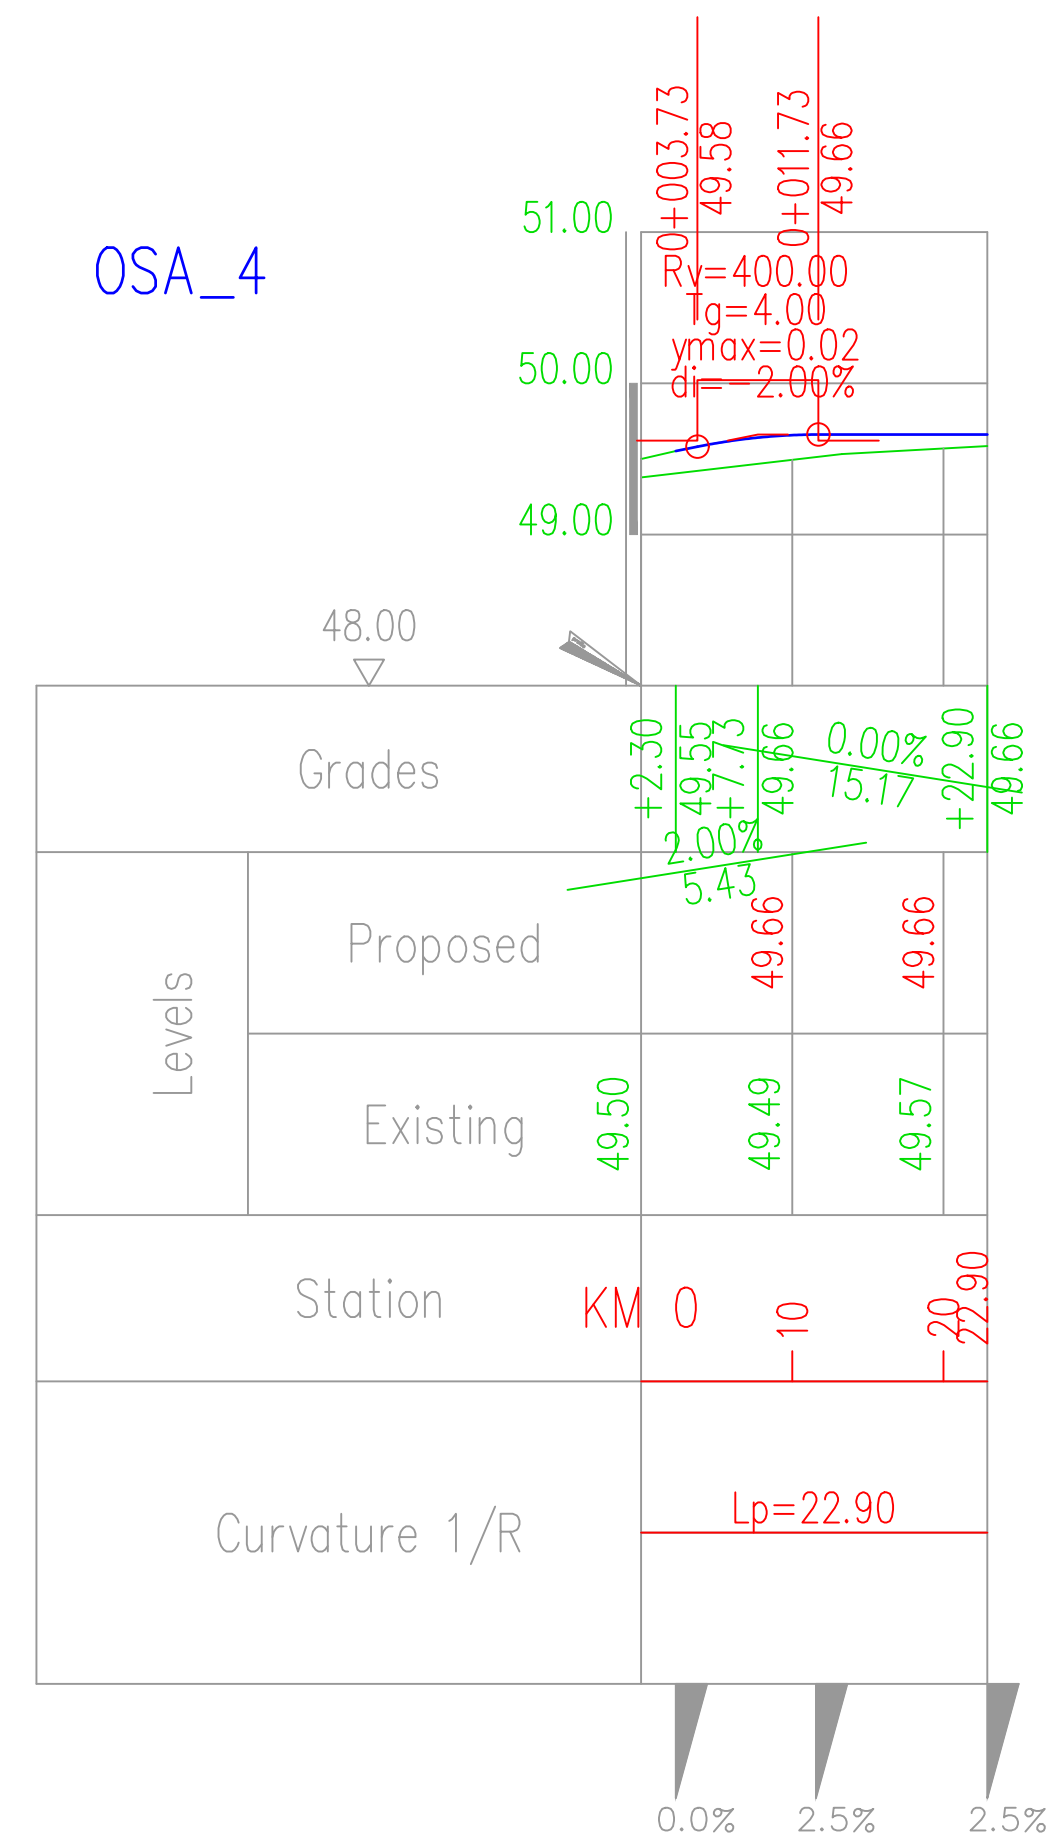 0+003.73
49.58
0+011.73
49.66
51.00
OSA_4
Rv=400.00
Tg=4.00
ymax=0.02
50.00
di=-2.00%
49.00
48.00
Grades
+2.30
49.55
+7.73
49.66
0.00%
15.17
+22.90
49.66
2.00%
5.43
Levels
Proposed
49.66
49.66
Existing
49.50
49.49
49.57
Station
KM 0
10
20
22.90
Curvature 1/R
Lp=22.90
0.0%
2.5%
2.5%